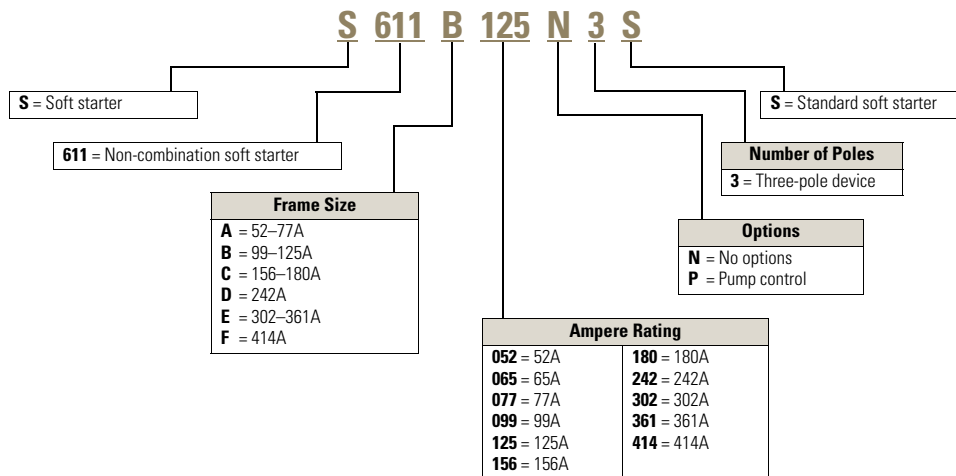 S 611 B 125 N 3 S
S = Soft starter
S = Standard soft starter
611 = Non-combination soft starter
Number of Poles
3 = Three-pole device
Frame Size
A = 52–77A
B = 99–125A
C = 156–180A
D = 242A
E = 302–361A
F = 414A
Options
N = No options
P = Pump control
Ampere Rating
052 = 52A
065 = 65A
077 = 77A
099 = 99A
125 = 125A
156 = 156A
180 = 180A
242 = 242A
302 = 302A
361 = 361A
414 = 414A